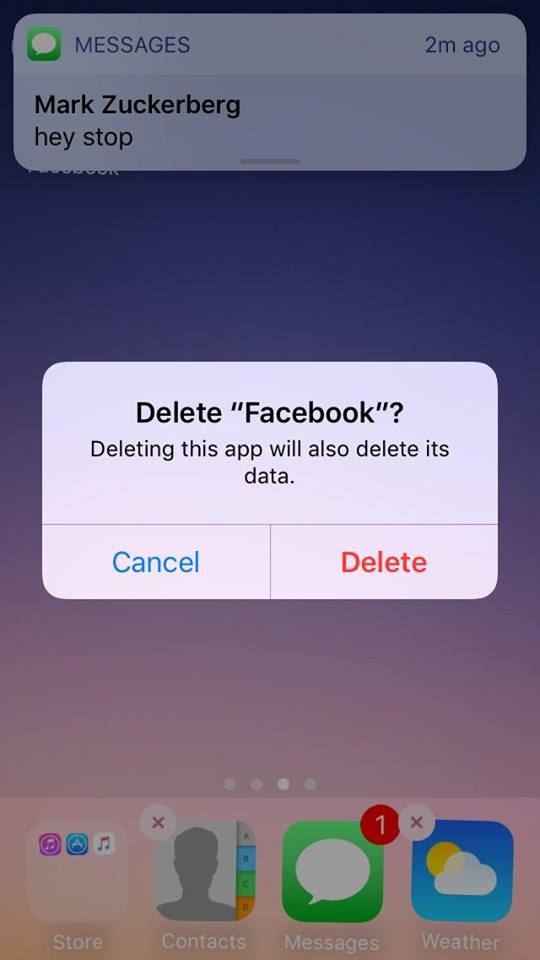 MESSAGES 2m ago
Mark Zuckerberg
hey stop
Facebook
Delete “Facebook”?
Deleting this app will also delete its
data.
Cancel Delete
1
A
B
C
D
Store Contacts Messages Weather